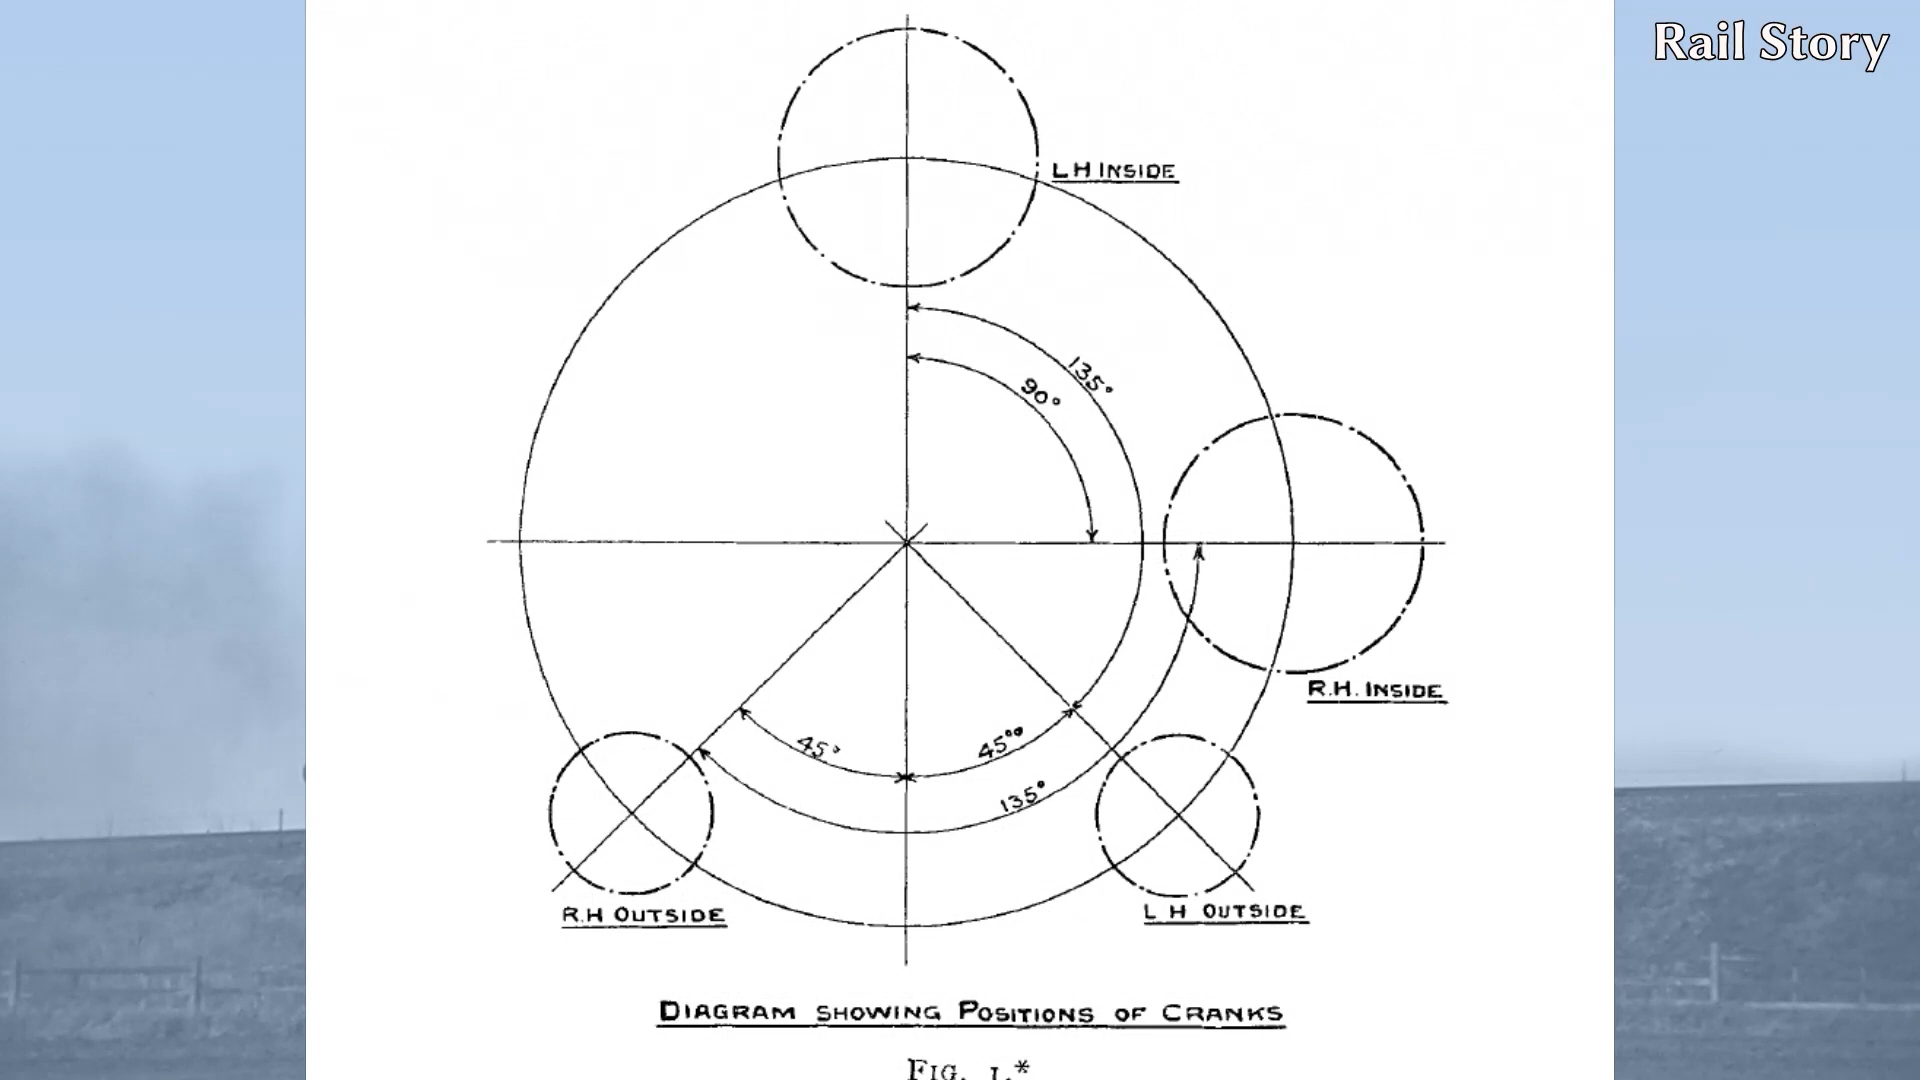 Rail Story
L H INSIDE
135°
90°
R.H. INSIDE
45°
45°°
135°
R.H OUTSIDE
L H OUTSIDE
DIAGRAM SHOWING POSITIONS OF CRANKS
FIG. 1.*